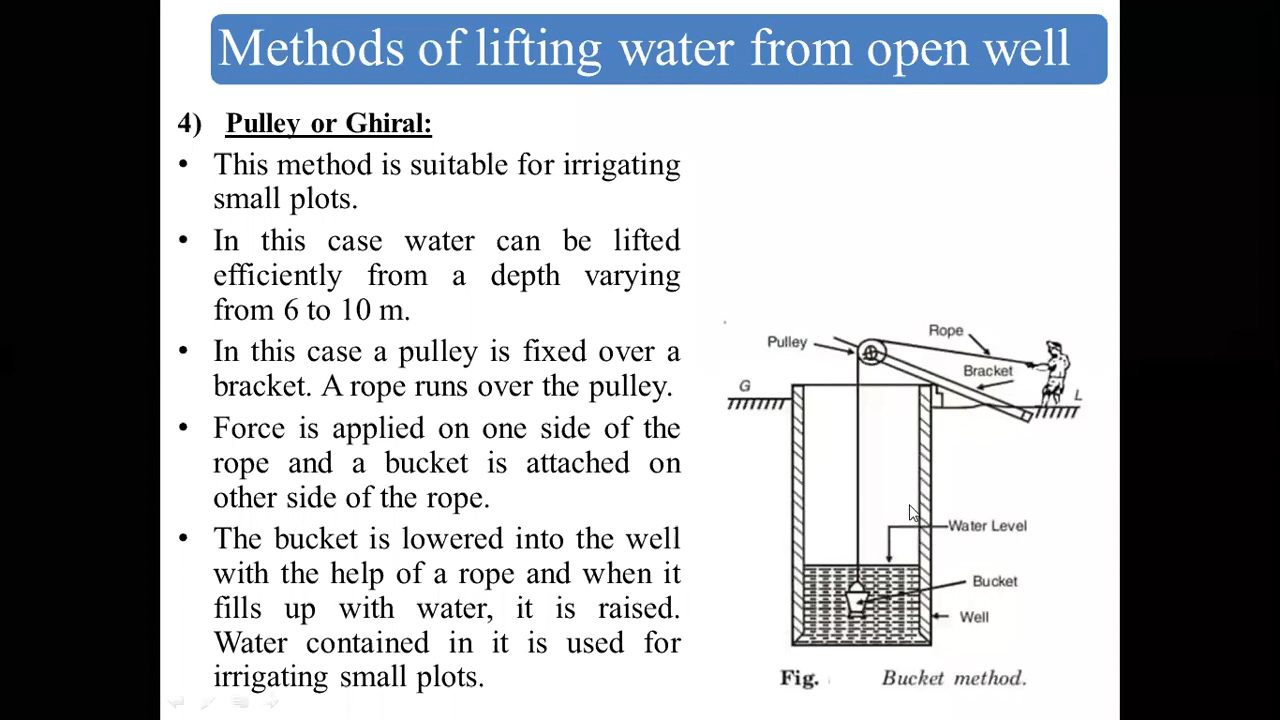 Methods of lifting water from open well
4) Pulley or Ghiral:
• This method is suitable for irrigating
small plots.
• In this case water can be lifted
efficiently from a depth varying
from 6 to 10 m.
• In this case a pulley is fixed over a
bracket. A rope runs over the pulley.
• Force is applied on one side of the
rope and a bucket is attached on
other side of the rope.
• The bucket is lowered into the well
with the help of a rope and when it
fills up with water, it is raised.
Water contained in it is used for
irrigating small plots.
Rope
Pulley
Bracket
G
L
Water Level
Bucket
Well
Fig. Bucket method.